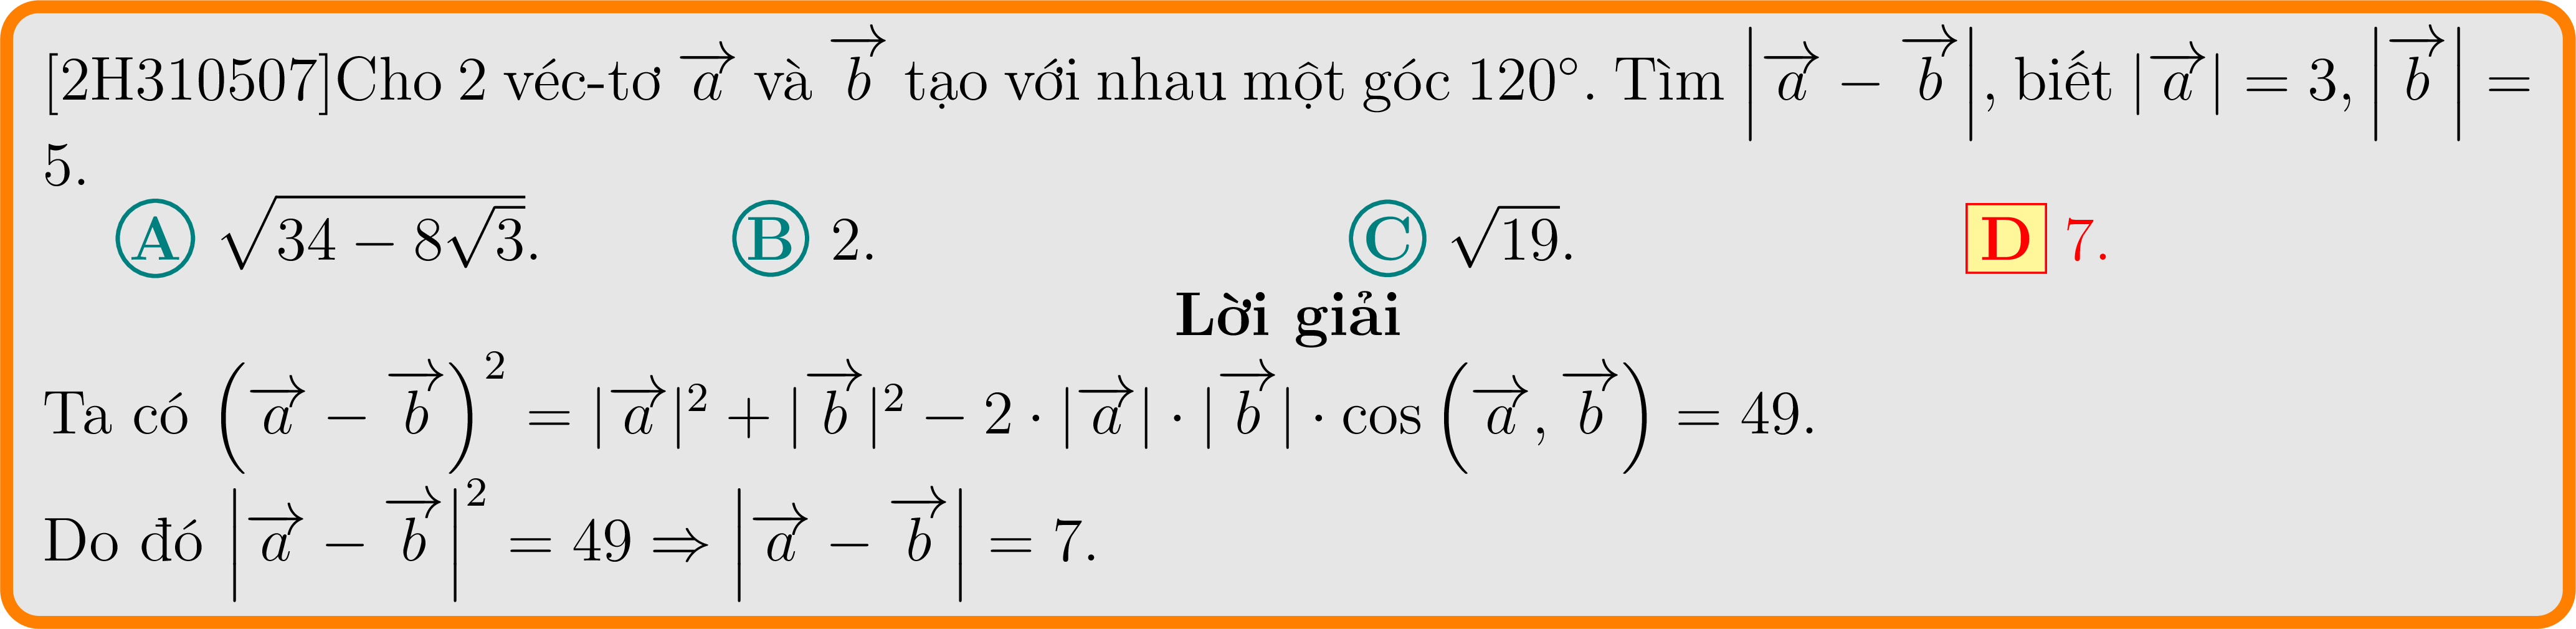 [2H310507]Cho 2 véc-tơ $\overrightarrow{a}$ và $\overrightarrow{b}$ tạo với nhau một góc 120°. Tìm $\left|\overrightarrow{a} - \overrightarrow{b}\right|$, biết $|\overrightarrow{a}| = 3, \left|\overrightarrow{b}\right| =$
5.
A $\sqrt{34 - 8\sqrt{3}}$. B 2. C $\sqrt{19}$. D 7.
Lời giải
Ta có $\left(\overrightarrow{a} - \overrightarrow{b}\right)^2 = |\overrightarrow{a}|^2 + |\overrightarrow{b}|^2 - 2 \cdot |\overrightarrow{a}| \cdot |\overrightarrow{b}| \cdot \cos\left(\overrightarrow{a}, \overrightarrow{b}\right) = 49.$
Do đó $\left|\overrightarrow{a} - \overrightarrow{b}\right|^2 = 49 \Rightarrow \left|\overrightarrow{a} - \overrightarrow{b}\right| = 7.$